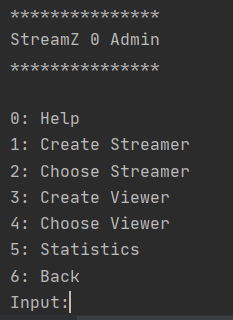 ***************
StreamZ 0 Admin
***************
0: Help
1: Create Streamer
2: Choose Streamer
3: Create Viewer
4: Choose Viewer
5: Statistics
6: Back
Input: